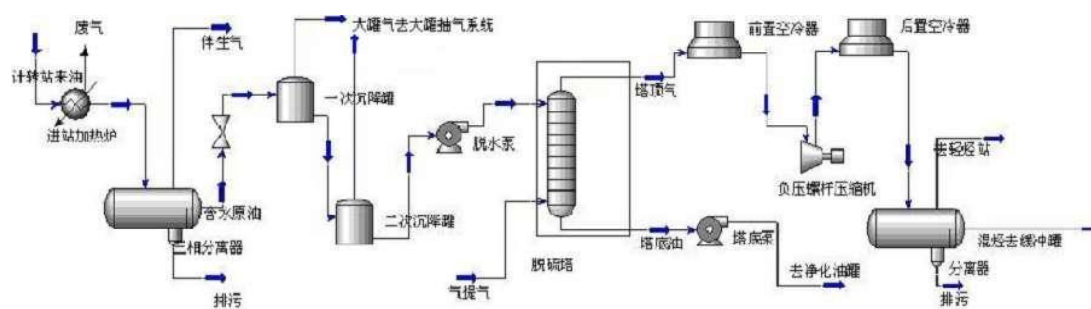 废气
伴生气
大罐气去大罐抽气系统
前置空冷器
后置空冷器
计转站来油
一次沉降罐
塔顶气
进站加热炉
脱水泵
去轻烃站
负压螺杆压缩机
含水原油
二次沉降罐
三相分离器
塔底油
塔底泵
混烃去缓冲罐
脱硫塔
分离器
气提气
去净化油罐
排污
排污